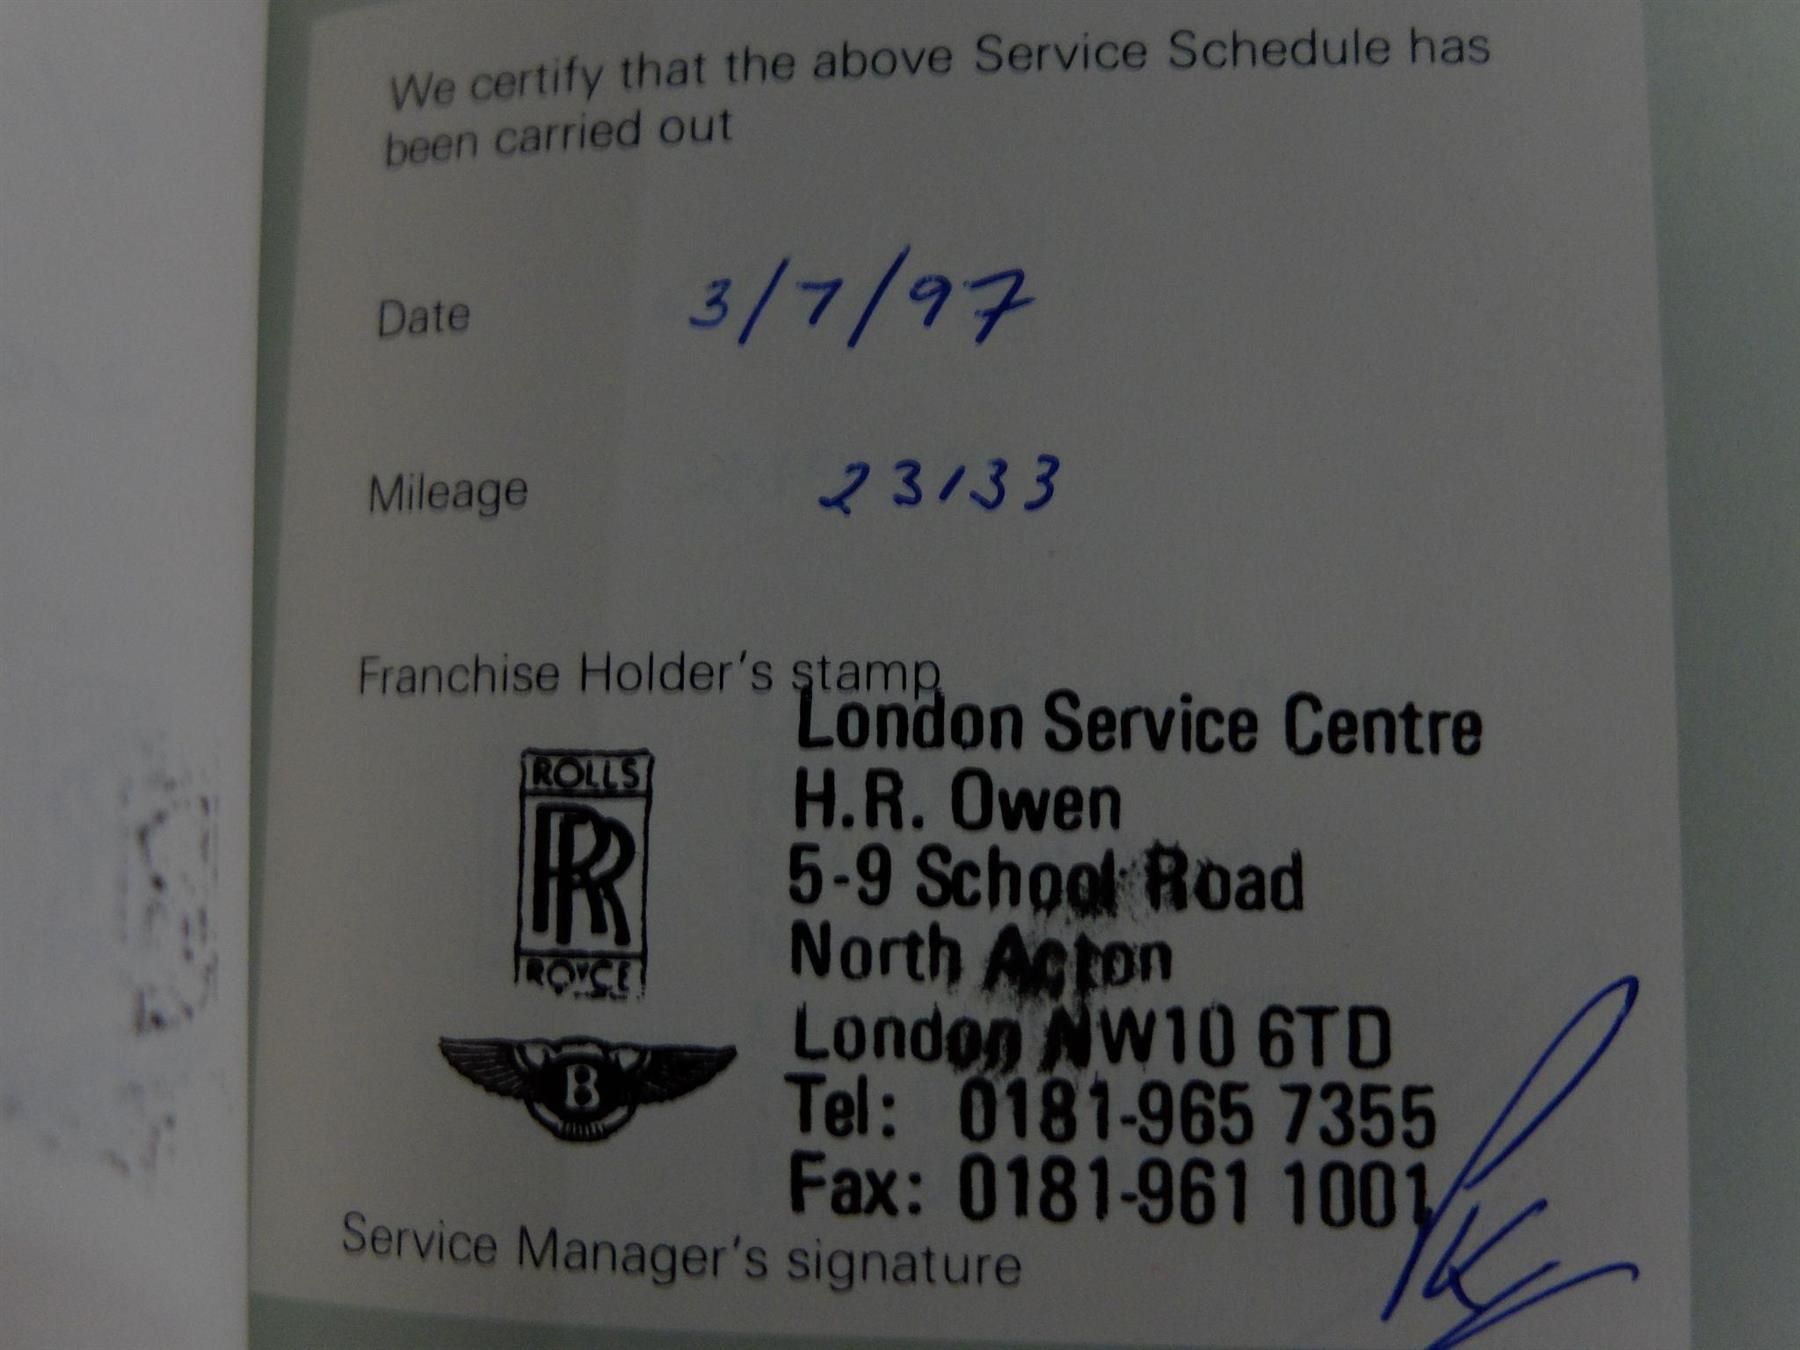 We certify that the above Service Schedule has
been carried out
Date 3/7/97
Mileage 23133
Franchise Holder's stamp
London Service Centre
H.R. Owen
5-9 School Road
North Acton
London NW10 6TD
Tel: 0181-965 7355
Fax: 0181-961 1001
ROLLS
RR
ROYCE
B
Service Manager's signature